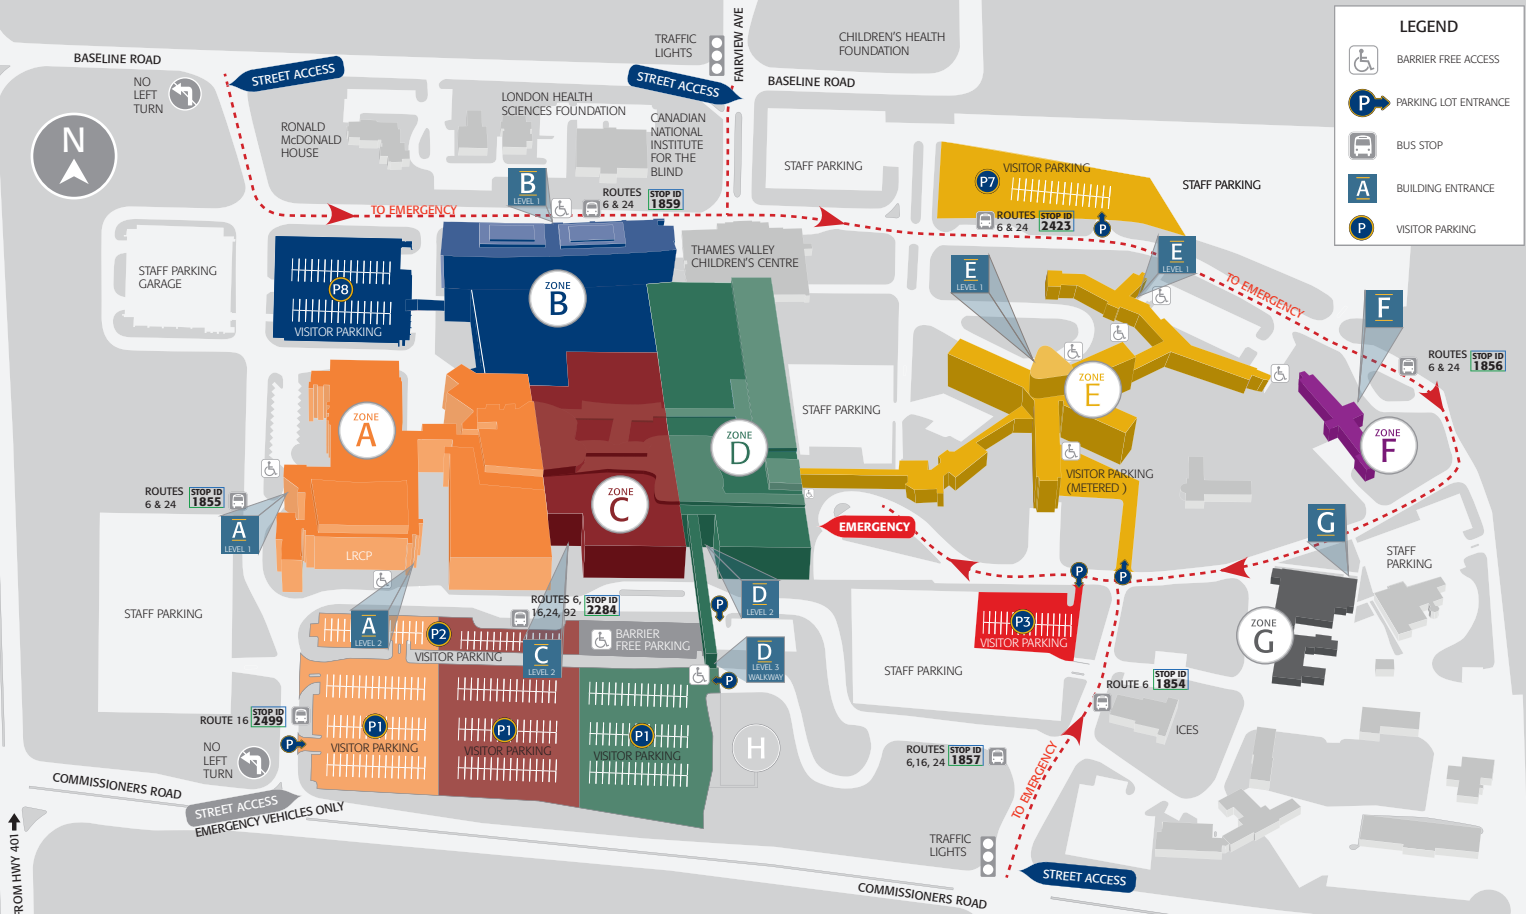 LEGEND
BARRIER FREE ACCESS
P
PARKING LOT ENTRANCE
BUS STOP
A
BUILDING ENTRANCE
P
VISITOR PARKING
BASELINE ROAD
NO
LEFT
TURN
STREET ACCESS
TRAFFIC
LIGHTS
FAIRVIEW AVE
STREET ACCESS
BASELINE ROAD
CHILDREN'S HEALTH
FOUNDATION
N
RONALD
McDONALD
HOUSE
LONDON HEALTH
SCIENCES FOUNDATION
CANADIAN
NATIONAL
INSTITUTE
FOR THE
BLIND
STAFF PARKING
VISITOR PARKING
P7
STAFF PARKING
ROUTES
6 & 24
STOP ID
2423
P
B
LEVEL 1
ROUTES
6 & 24
STOP ID
1859
TO EMERGENCY
STAFF PARKING
GARAGE
P8
VISITOR PARKING
ZONE
B
THAMES VALLEY
CHILDREN'S CENTRE
E
LEVEL 1
E
LEVEL 1
TO EMERGENCY
F
ROUTES
6 & 24
STOP ID
1856
ZONE
A
ZONE
C
ZONE
D
STAFF PARKING
ZONE
E
ZONE
F
VISITOR PARKING
(METERED )
ROUTES
6 & 24
STOP ID
1855
A
LEVEL 1
LRCP
EMERGENCY
G
STAFF
PARKING
STAFF PARKING
A
LEVEL 2
P2
VISITOR PARKING
ROUTES 6,
16,24, 92
STOP ID
2284
C
LEVEL 2
BARRIER
FREE PARKING
P
D
LEVEL 2
D
LEVEL 3
WALKWAY
P
P
P
P3
VISITOR PARKING
ZONE
G
STAFF PARKING
ROUTE 6
STOP ID
1854
ICES
ROUTE 16
STOP ID
2499
NO
LEFT
TURN
P
P1
VISITOR PARKING
P1
VISITOR PARKING
P1
VISITOR PARKING
H
ROUTES
6,16, 24
STOP ID
1857
TO EMERGENCY
COMMISSIONERS ROAD
STREET ACCESS
EMERGENCY VEHICLES ONLY
FROM HWY 401
TRAFFIC
LIGHTS
STREET ACCESS
COMMISSIONERS ROAD